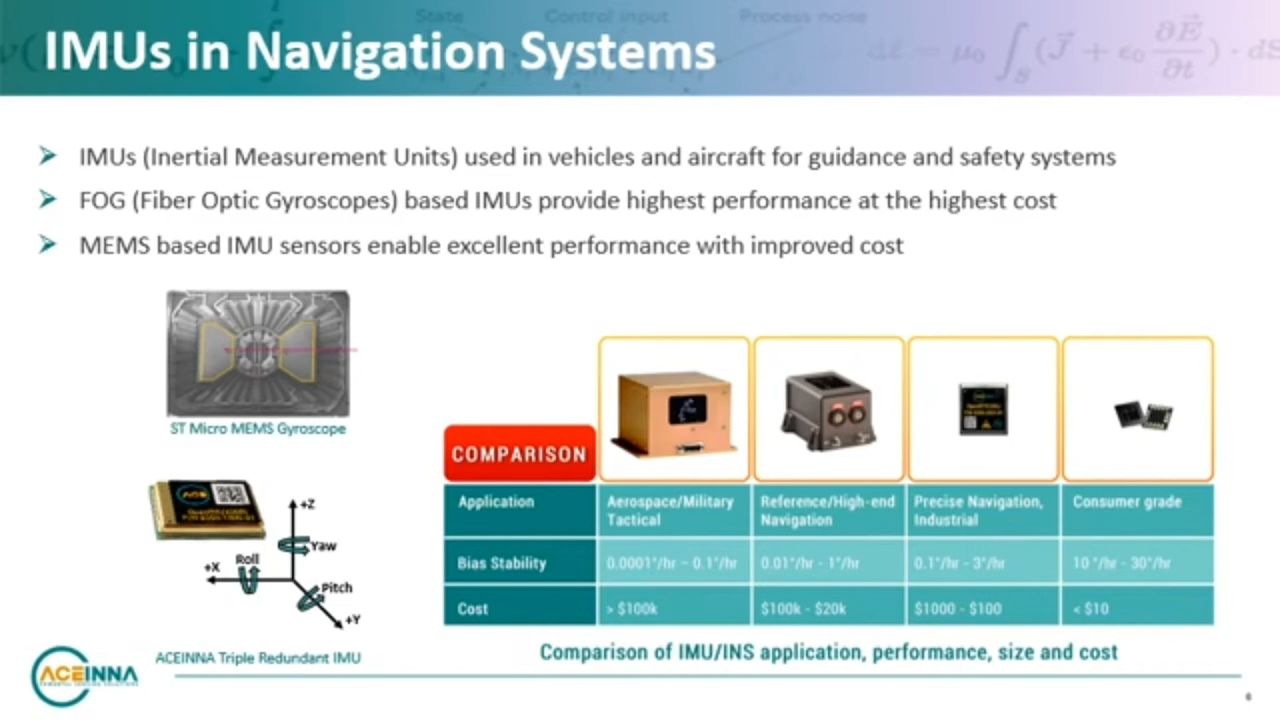 State Control input Process noise
IMUs in Navigation Systems
IMUs (Inertial Measurement Units) used in vehicles and aircraft for guidance and safety systems
FOG (Fiber Optic Gyroscopes) based IMUs provide highest performance at the highest cost
MEMS based IMU sensors enable excellent performance with improved cost
ST Micro MEMS Gyroscope
+Z
Yaw
Roll
+X
Pitch
+Y
ACEINNA Triple Redundant IMU
COMPARISON
Application Aerospace/Military Tactical Reference/High-end Navigation Precise Navigation, Industrial Consumer grade
Bias Stability 0.0001°/hr – 0.1°/hr 0.01°/hr - 1°/hr 0.1°/hr - 3°/hr 10 °/hr - 30°/hr
Cost > $100k $100k - $20k $1000 - $100 < $10
Comparison of IMU/INS application, performance, size and cost
ACEINNA